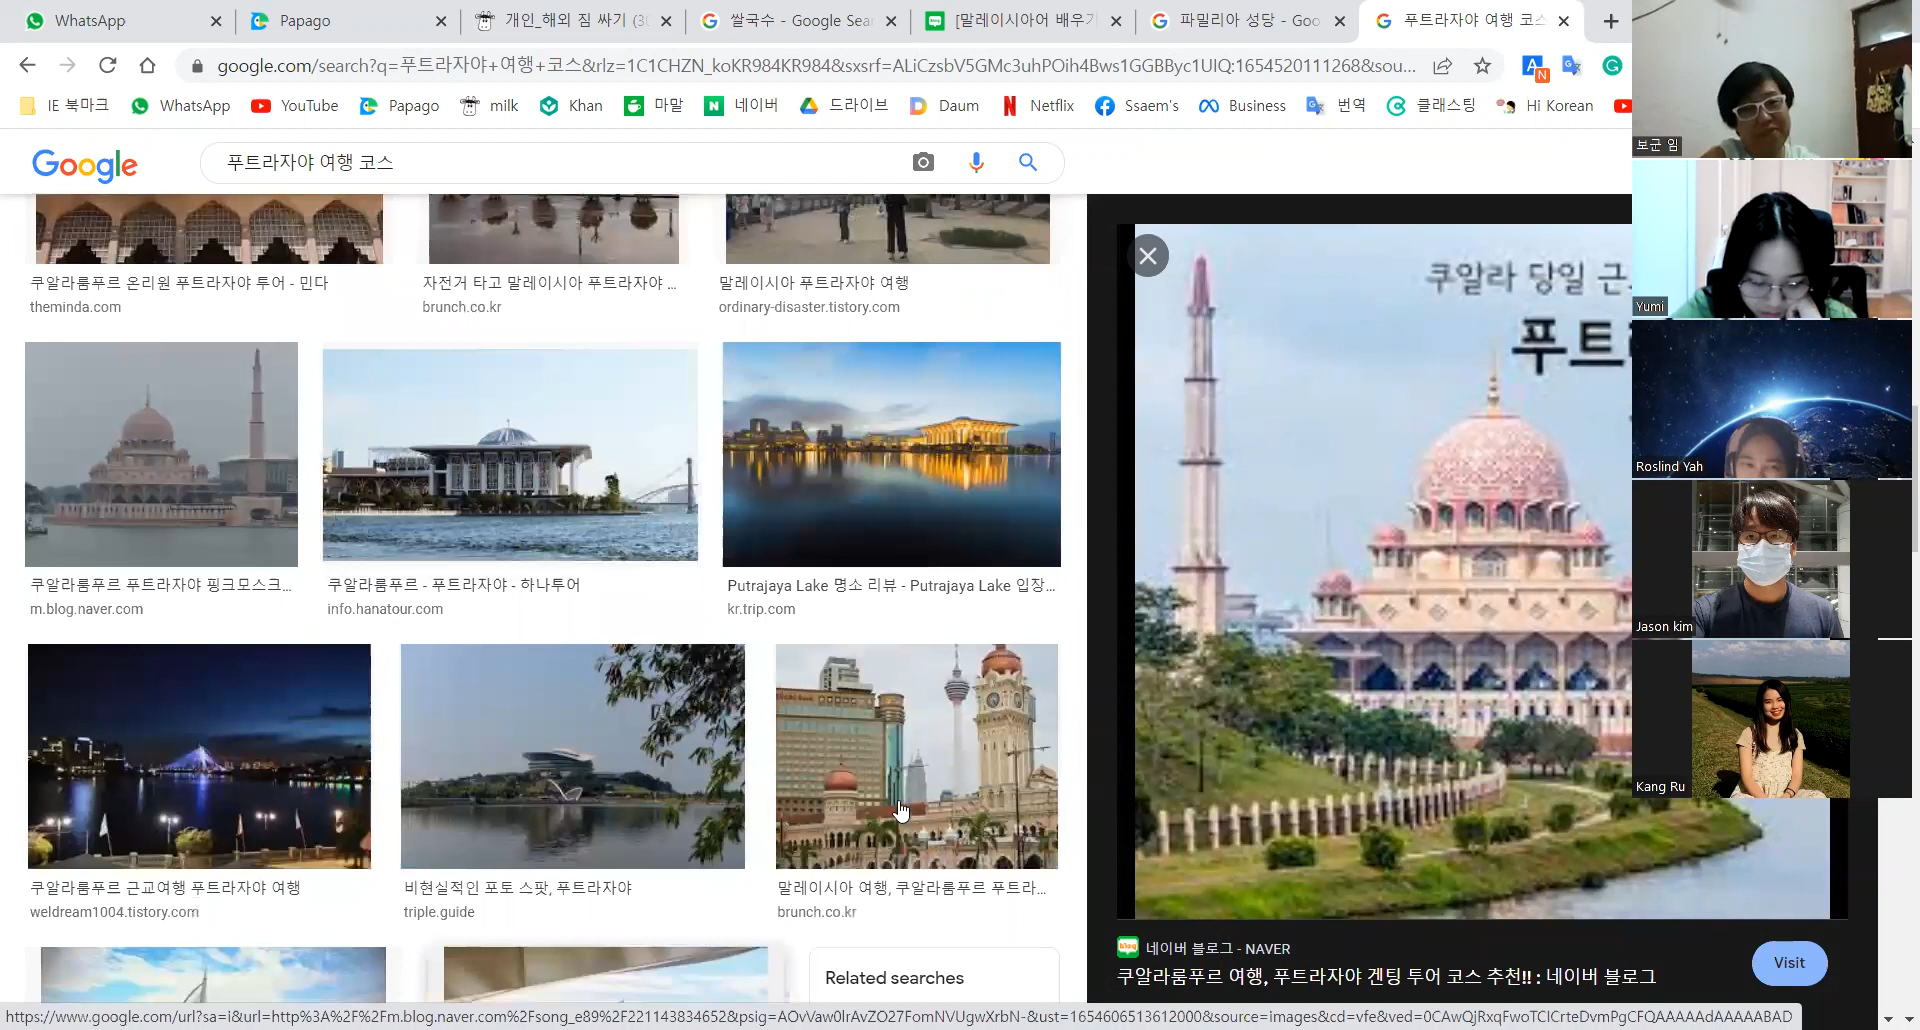 WhatsApp
Papago
개인_해외 짐 싸기 (30
쌀국수 - Google Sear
[말레이시아어 배우기
파밀리아 성당 - Goo
푸트라자야 여행 코스
google.com/search?q=푸트라자야+여행+코스&rlz=1C1CHZN_koKR984KR984&sxsrf=ALiCzsbV5GMc3uhPOih4Bws1GGBByc1UIQ:1654520111268&sou...
IE 북마크
WhatsApp
YouTube
Papago
milk
Khan
마말
네이버
드라이브
Daum
Netflix
Ssaem's
Business
번역
클래스팅
Hi Korean
Google
푸트라자야 여행 코스
쿠알라룸푸르 온리원 푸트라자야 투어 - 민다
theminda.com
자전거 타고 말레이시아 푸트라자야 ...
brunch.co.kr
말레이시아 푸트라자야 여행
ordinary-disaster.tistory.com
쿠알라룸푸르 푸트라자야 핑크모스크...
m.blog.naver.com
쿠알라룸푸르 - 푸트라자야 - 하나투어
info.hanatour.com
Putrajaya Lake 명소 리뷰 - Putrajaya Lake 입장...
kr.trip.com
쿠알라룸푸르 근교여행 푸트라자야 여행
weldream1004.tistory.com
비현실적인 포토 스팟, 푸트라자야
triple.guide
말레이시아 여행, 쿠알라룸푸르 푸트라...
brunch.co.kr
Related searches
쿠알라 당일 근
푸트
blog 네이버 블로그 - NAVER
쿠알라룸푸르 여행, 푸트라자야 겐팅 투어 코스 추천!! : 네이버 블로그
Visit
보군 임
Yumi
Roslind Yah
Jason kim
Kang Ru
https://www.google.com/url?sa=i&url=http%3A%2F%2Fm.blog.naver.com%2Fsong_e89%2F221143834652&psig=AOvVaw0IrAvZO27FomNVUgwXrbN-&ust=1654606513612000&source=images&cd=vfe&ved=0CAwQjRxqFwoTCICrteDvmPgCFQAAAAAdAAAAABAD